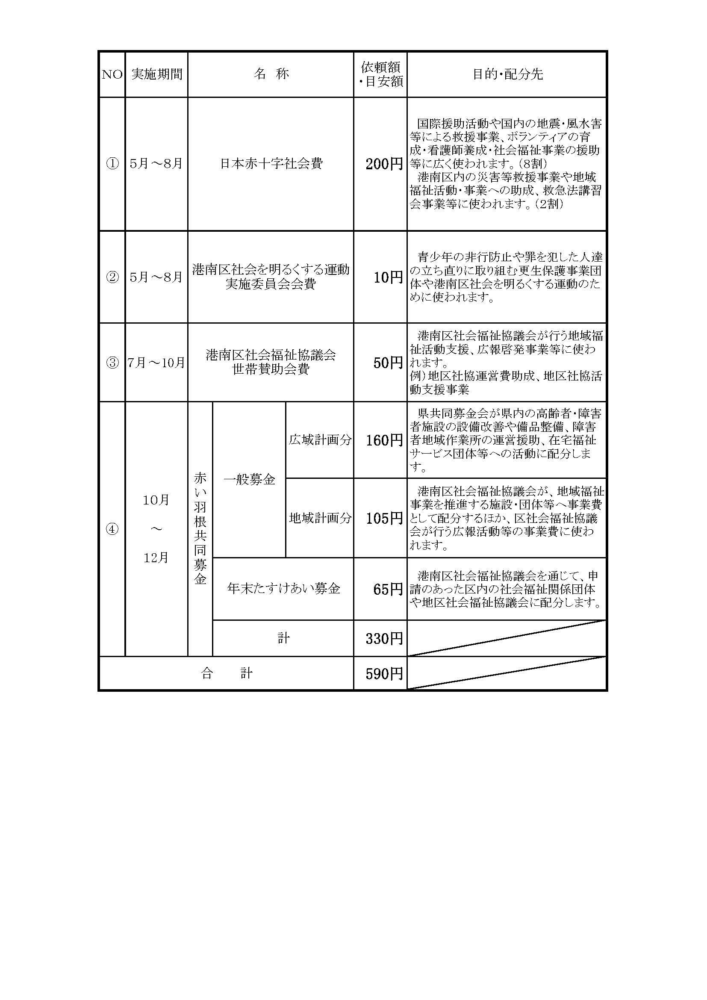 NO
実施期間
名　称
依頼額
・目安額
目的・配分先
①
5月～8月
日本赤十字社会費
200円
国際援助活動や国内の地震・風水害
等による救援事業、ボランティアの育
成・看護師養成・社会福祉事業の援助
等に広く使われます。（8割）
港南区内の災害等救援事業や地域
福祉活動・事業への助成、救急法講習
会事業等に使われます。（2割）
②
5月～8月
港南区社会を明るくする運動
実施委員会会費
10円
青少年の非行防止や罪を犯した人達
の立ち直りに取り組む更生保護事業団
体や港南区社会を明るくする運動のた
めに使われます。
③
7月～10月
港南区社会福祉協議会
世帯賛助会費
50円
港南区社会福祉協議会が行う地域福
祉活動支援、広報啓発事業等に使わ
れます。
例）地区社協運営費助成、地区社協活
動支援事業
④
10月
～
12月
赤い羽根共同募金
一般募金
広域計画分
160円
県共同募金会が県内の高齢者・障害
者施設の設備改善や備品整備、障害
者地域作業所の運営援助、在宅福祉
サービス団体等への活動に配分しま
す。
地域計画分
105円
港南区社会福祉協議会が、地域福祉
事業を推進する施設・団体等へ事業費
として配分するほか、区社会福祉協議
会が行う広報活動等の事業費に使わ
れます。
年末たすけあい募金
65円
港南区社会福祉協議会を通じて、申
請のあった区内の社会福祉関係団体
や地区社会福祉協議会に配分します。
計
330円
合　計
590円